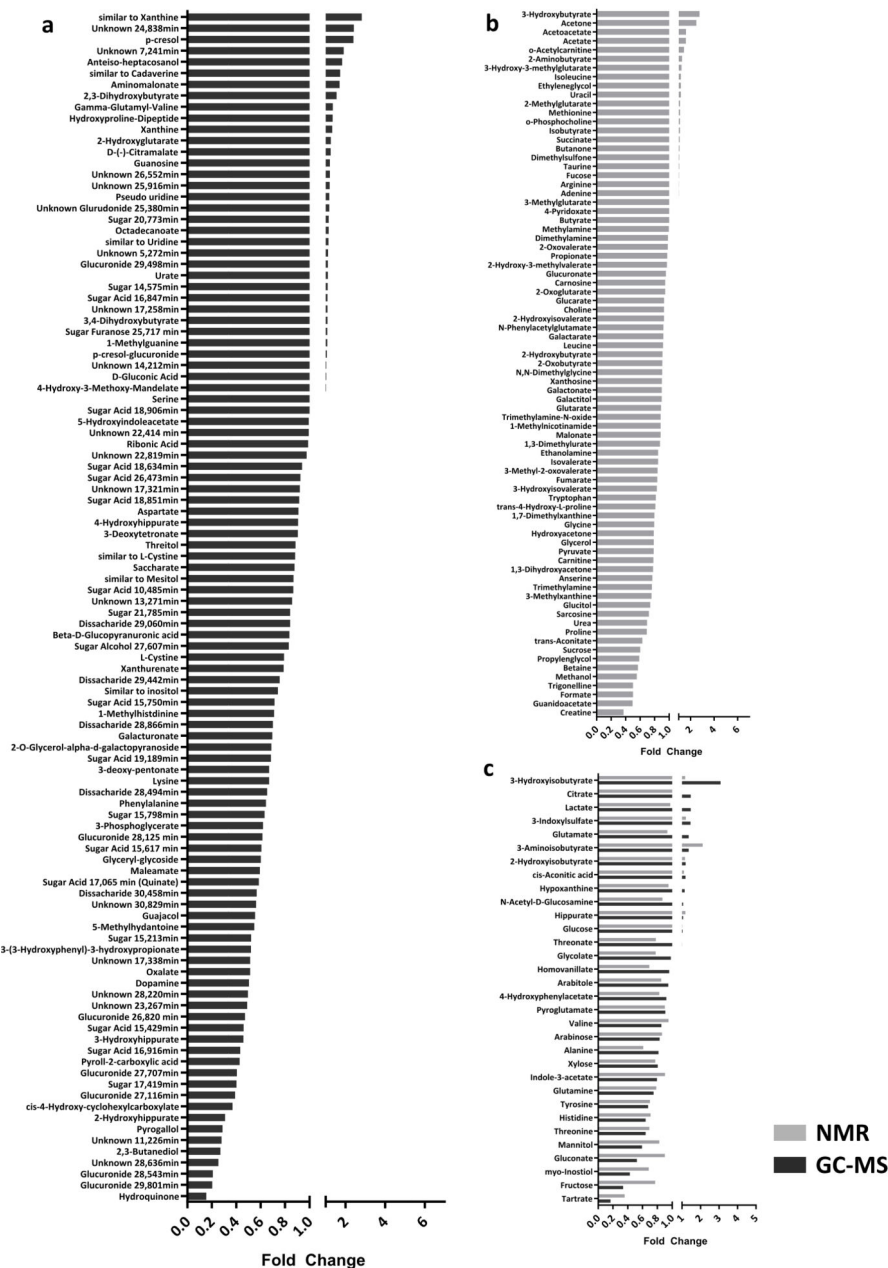 a
similar to Xanthine
Unknown 24,838min
p-cresol
Unknown 7,241min
Anteiso-heptacosanol
similar to Cadaverine
Aminomalonate
2,3-Dihydroxybutyrate
Gamma-Glutamyl-Valine
Hydroxyproline-Dipeptide
Xanthine
2-Hydroxyglutarate
D-(-)-Citramalate
Guanosine
Unknown 26,552min
Unknown 25,916min
Pseudo uridine
Unknown Glurudonide 25,380min
Sugar 20,773min
Octadecanoate
similar to Uridine
Unknown 5,272min
Glucuronide 29,498min
Urate
Sugar 14,575min
Sugar Acid 16,847min
Unknown 17,258min
3,4-Dihydroxybutyrate
Sugar Furanose 25,717 min
1-Methylguanine
p-cresol-glucuronide
Unknown 14,212min
D-Gluconic Acid
4-Hydroxy-3-Methoxy-Mandelate
Serine
Sugar Acid 18,906min
5-Hydroxyindoleacetate
Unknown 22,414 min
Ribonic Acid
Unknown 22,819min
Sugar Acid 18,634min
Sugar Acid 26,473min
Unknown 17,321min
Sugar Acid 18,851min
Aspartate
4-Hydroxyhippurate
3-Deoxytetronate
Threitol
similar to L-Cystine
Saccharate
similar to Mesitol
Sugar Acid 10,485min
Unknown 13,271min
Sugar 21,785min
Dissacharide 29,060min
Beta-D-Glucopyranuronic acid
Sugar Alcohol 27,607min
L-Cystine
Xanthurenate
Dissacharide 29,442min
Similar to inositol
Sugar Acid 15,750min
1-Methylhistdinine
Dissacharide 28,866min
Galacturonate
2-O-Glycerol-alpha-d-galactopyranoside
Sugar Acid 19,189min
3-deoxy-pentonate
Lysine
Dissacharide 28,494min
Phenylalanine
Sugar 15,798min
3-Phosphoglycerate
Glucuronide 28,125 min
Sugar Acid 15,617 min
Glyceryl-glycoside
Maleamate
Sugar Acid 17,065 min (Quinate)
Dissacharide 30,458min
Unknown 30,829min
Guajacol
5-Methylhydantoine
Sugar 15,213min
3-(3-Hydroxyphenyl)-3-hydroxypropionate
Unknown 17,338min
Oxalate
Dopamine
Unknown 28,220min
Unknown 23,267min
Glucuronide 26,820 min
Sugar Acid 15,429min
3-Hydroxyhippurate
Sugar Acid 16,916min
Pyroll-2-carboxylic acid
Glucuronide 27,707min
Sugar 17,419min
Glucuronide 27,116min
cis-4-Hydroxy-cyclohexylcarboxylate
2-Hydroxyhippurate
Pyrogallol
Unknown 11,226min
2,3-Butanediol
Unknown 28,636min
Glucuronide 28,543min
Glucuronide 29,801min
Hydroquinone
0.0 0.2 0.4 0.6 0.8 1.0 2 4 6
Fold Change
b
3-Hydroxybutyrate
Acetone
Acetoacetate
Acetate
o-Acetylcarnitine
2-Aminobutyrate
3-Hydroxy-3-methylglutarate
Isoleucine
Ethyleneglycol
Uracil
2-Methylglutarate
Methionine
o-Phosphocholine
Isobutyrate
Succinate
Butanone
Dimethylsulfone
Taurine
Fucose
Arginine
Adenine
3-Methylglutarate
4-Pyridoxate
Butyrate
Methylamine
Dimethylamine
2-Oxovalerate
Propionate
2-Hydroxy-3-methylvalerate
Glucuronate
Carnosine
2-Oxoglutarate
Glucarate
Choline
2-Hydroxyisovalerate
N-Phenylacetylglutamate
Galactarate
Leucine
2-Hydroxybutyrate
2-Oxobutyrate
N,N-Dimethylglycine
Xanthosine
Galactonate
Galactitol
Glutarate
Trimethylamine-N-oxide
1-Methylnicotinamide
Malonate
1,3-Dimethylurate
Ethanolamine
Isovalerate
3-Methyl-2-oxovalerate
Fumarate
3-Hydroxyisovalerate
Tryptophan
trans-4-Hydroxy-L-proline
1,7-Dimethylxanthine
Glycine
Hydroxyacetone
Glycerol
Pyruvate
Carnitine
1,3-Dihydroxyacetone
Anserine
Trimethylamine
3-Methylxanthine
Glucitol
Sarcosine
Urea
Proline
trans-Aconitate
Sucrose
Propylenglycol
Betaine
Methanol
Trigonelline
Formate
Guanidoacetate
Creatine
0.0 0.2 0.4 0.6 0.8 1.0 2 4 6
Fold Change
c
3-Hydroxyisobutyrate
Citrate
Lactate
3-Indoxylsulfate
Glutamate
3-Aminoisobutyrate
2-Hydroxyisobutyrate
cis-Aconitic acid
Hypoxanthine
N-Acetyl-D-Glucosamine
Hippurate
Glucose
Threonate
Glycolate
Homovanillate
Arabitole
4-Hydroxyphenylacetate
Pyroglutamate
Valine
Arabinose
Alanine
Xylose
Indole-3-acetate
Glutamine
Tyrosine
Histidine
Threonine
Mannitol
Gluconate
myo-Inostiol
Fructose
Tartrate
0.0 0.2 0.4 0.6 0.8 1.0 1 2 3 4 5
Fold Change
NMR
GC-MS